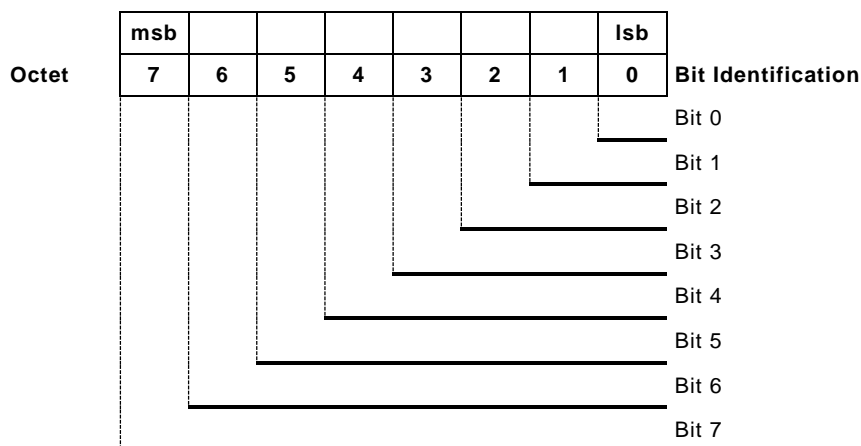 msb lsb
Octet 7 6 5 4 3 2 1 0 Bit Identification
Bit 0
Bit 1
Bit 2
Bit 3
Bit 4
Bit 5
Bit 6
Bit 7